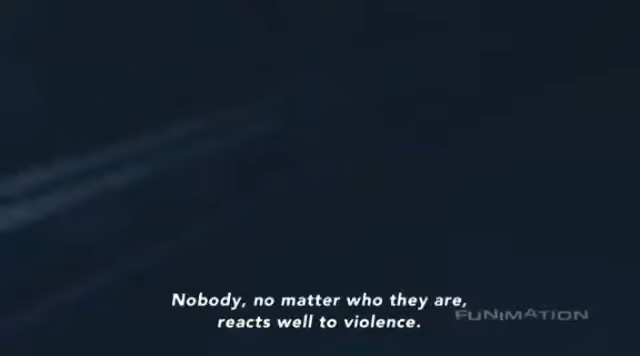 Nobody, no matter who they are,
reacts well to violence.
FUNIMATION